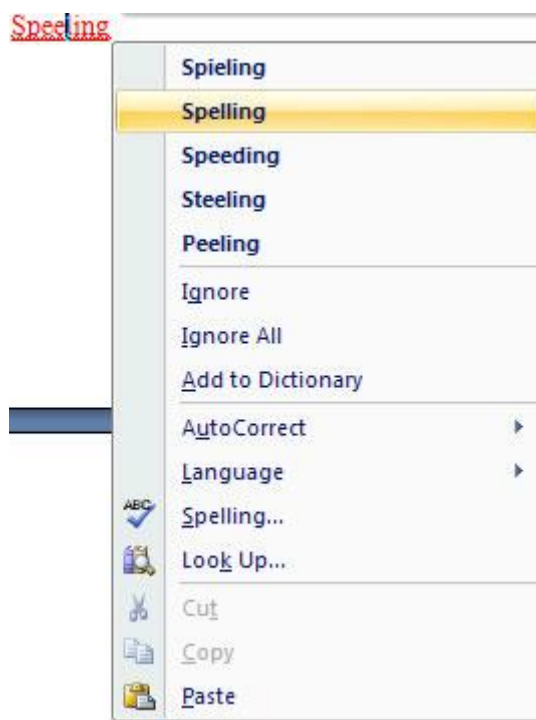 Speeling
Spieling
Spelling
Speeding
Steeling
Peeling
Ignore
Ignore All
Add to Dictionary
AutoCorrect
Language
ABC
Spelling...
Look Up...
Cut
Copy
Paste